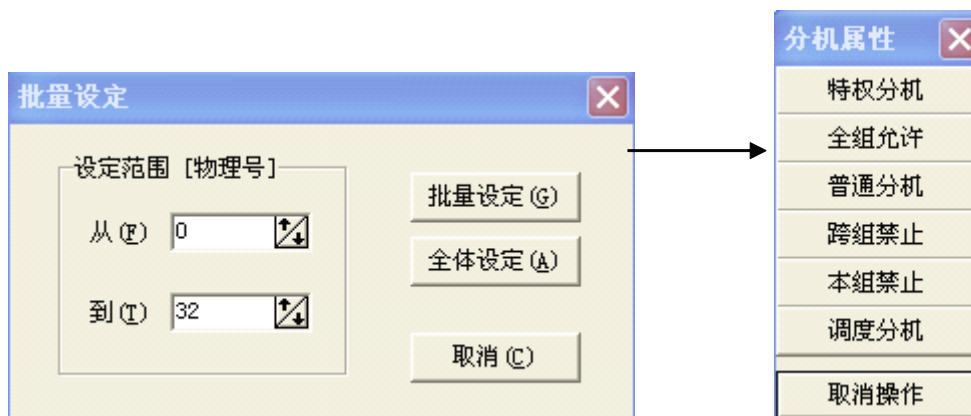 批量设定
设定范围 [物理号]
从(F) 0
到(T) 32
批量设定(G)
全体设定(A)
取消(C)
分机属性
特权分机
全组允许
普通分机
跨组禁止
本组禁止
调度分机
取消操作